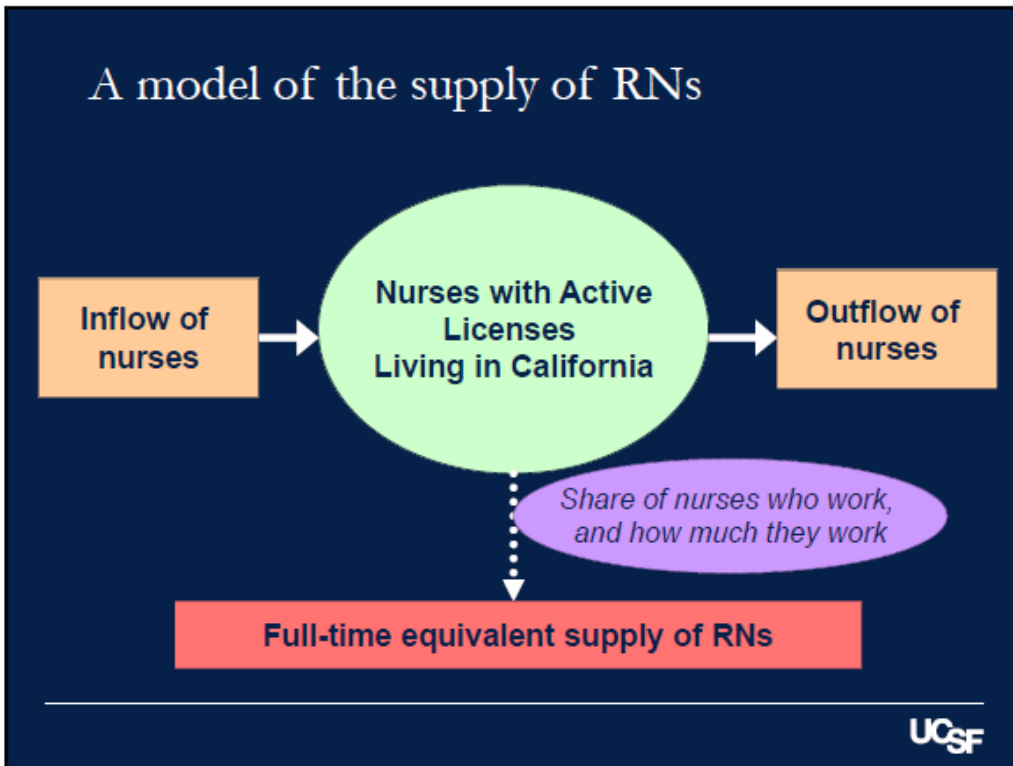 A model of the supply of RNs
Inflow of
nurses
Nurses with Active
Licenses
Living in California
Outflow of
nurses
Share of nurses who work,
and how much they work
Full-time equivalent supply of RNs
UCSF